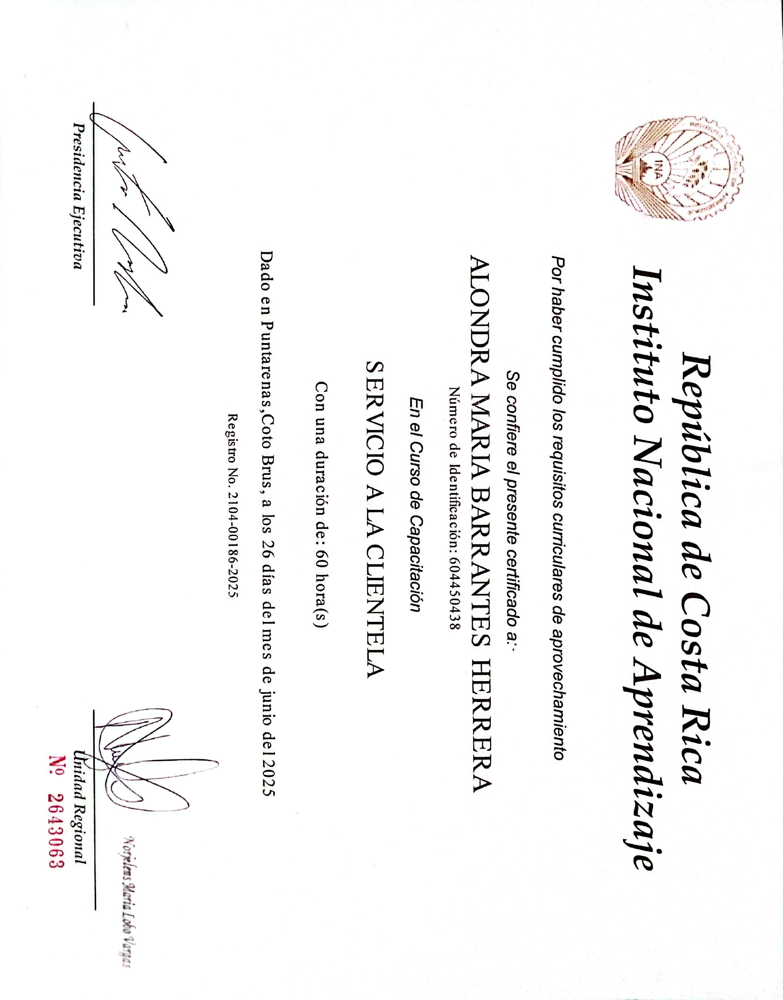 República de Costa Rica
Instituto Nacional de Aprendizaje
INA
Por haber cumplido los requisitos curriculares de aprovechamiento
Se confiere el presente certificado a:
ALONDRA MARIA BARRANTES HERRERA
Número de Identificación: 604450438
En el Curso de Capacitación
SERVICIO A LA CLIENTELA
Con una duración de: 60 hora(s)
Dado en Puntarenas,Coto Brus, a los 26 días del mes de junio del 2025
Registro No. 2104-00186-2025
Presidencia Ejecutiva
Maria Lobo Vargas
Unidad Regional
Nº 2643063